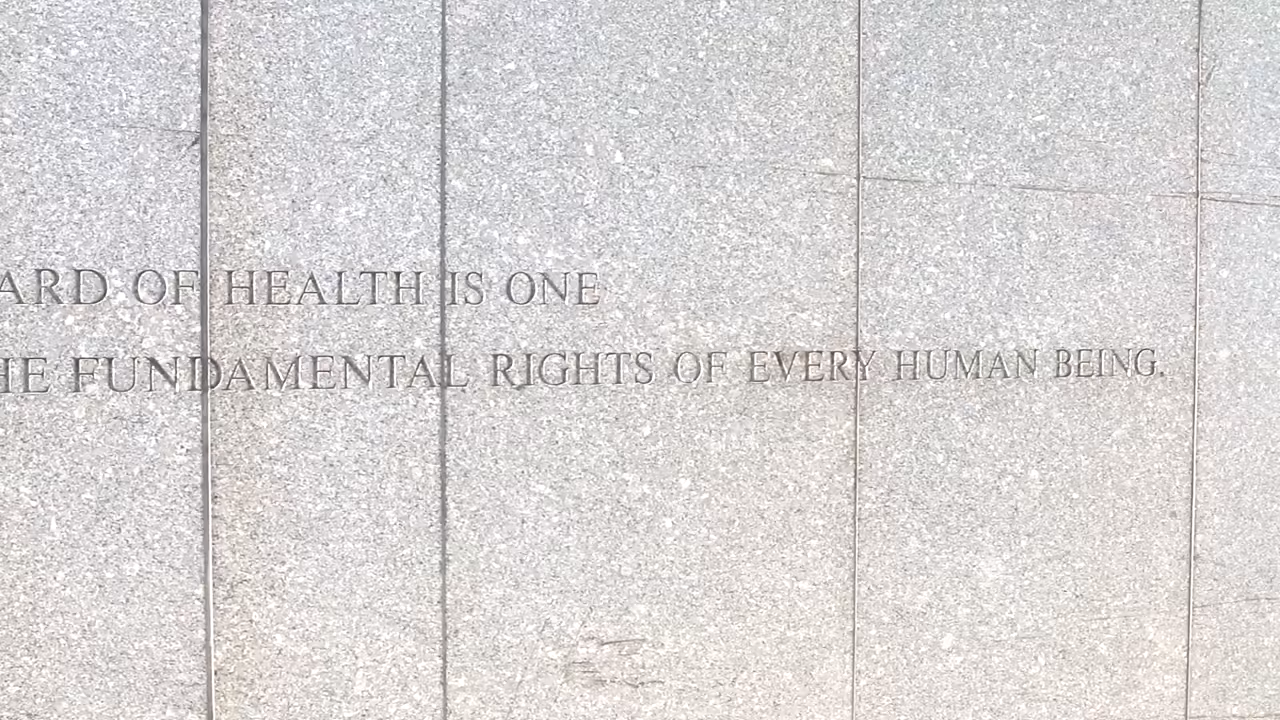 ARD OF HEALTH IS ONE
HE FUNDAMENTAL RIGHTS OF EVERY HUMAN BEING.